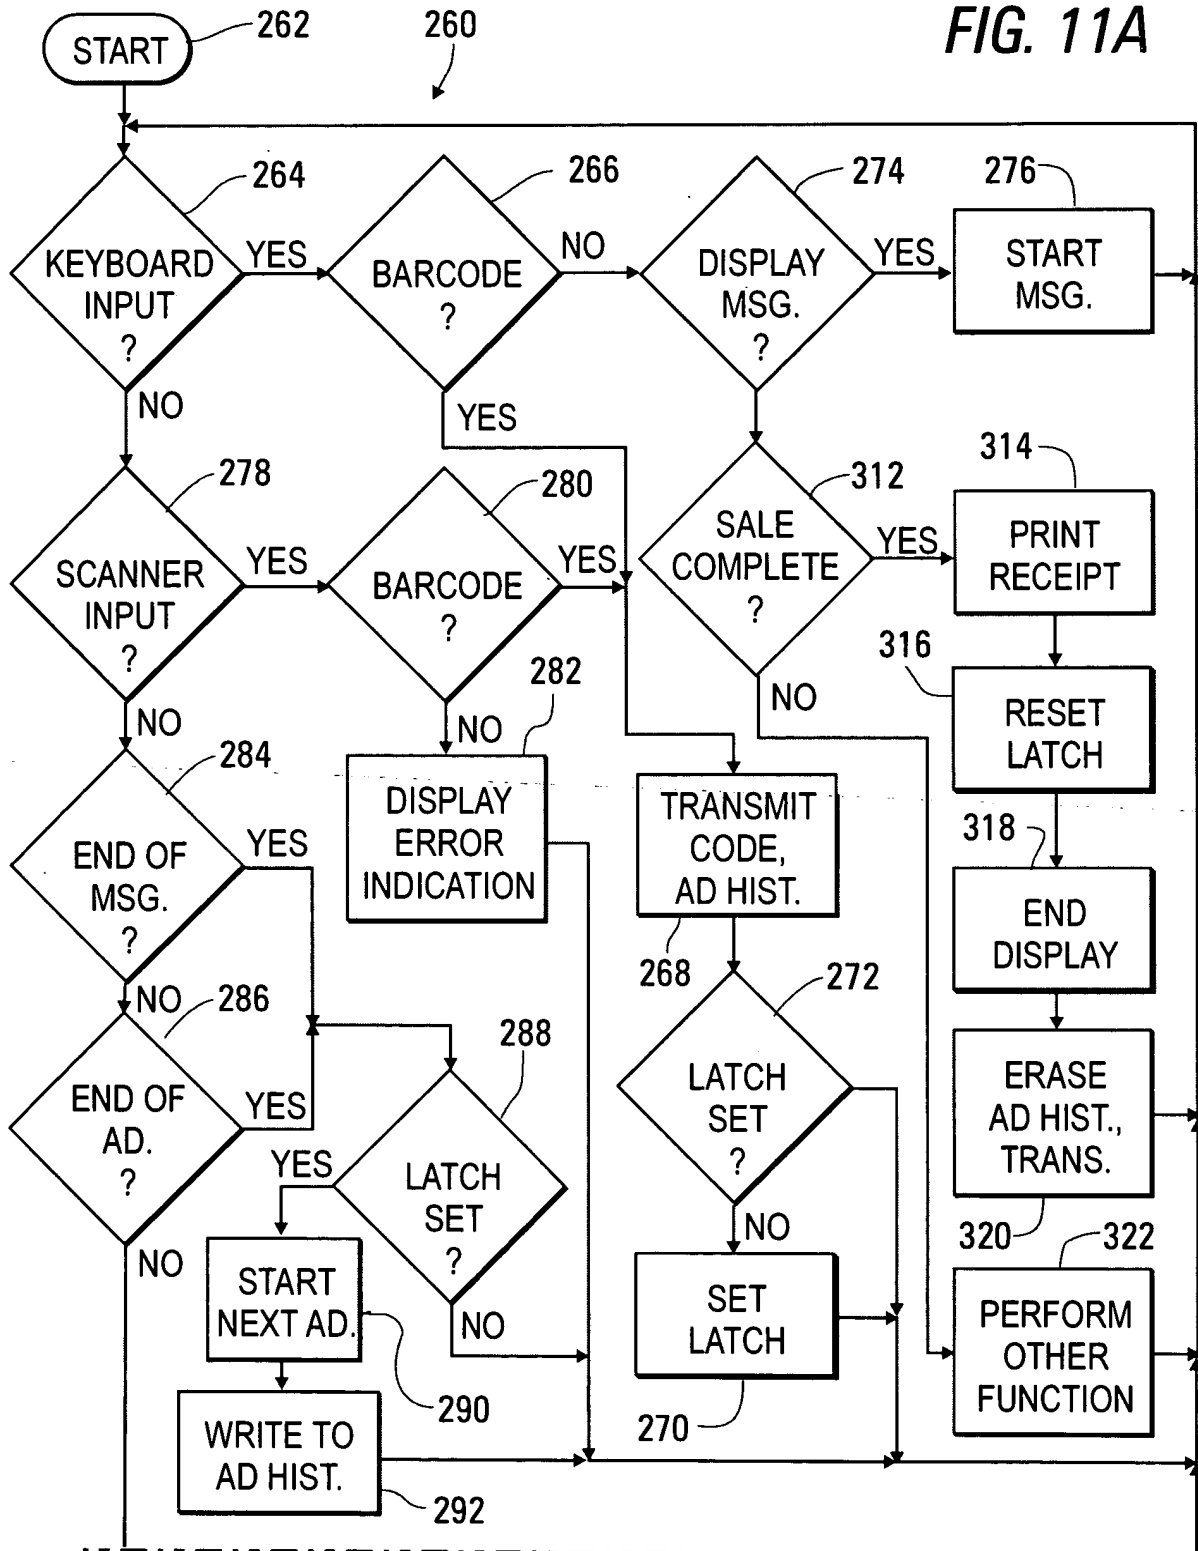 FIG. 11A
START
262
260
264
KEYBOARD
INPUT
?
YES
NO
266
BARCODE
?
NO
YES
274
DISPLAY
MSG.
?
YES
276
START
MSG.
278
SCANNER
INPUT
?
YES
NO
280
BARCODE
?
YES
NO
312
SALE
COMPLETE
?
YES
NO
314
PRINT
RECEIPT
316
RESET
LATCH
282
DISPLAY
ERROR
INDICATION
284
END OF
MSG.
?
YES
NO
TRANSMIT
CODE,
AD HIST.
268
318
END
DISPLAY
286
END OF
AD.
?
YES
NO
288
LATCH
SET
?
YES
NO
272
LATCH
SET
?
NO
ERASE
AD HIST.,
TRANS.
320
START
NEXT AD.
290
SET
LATCH
270
322
PERFORM
OTHER
FUNCTION
WRITE TO
AD HIST.
292